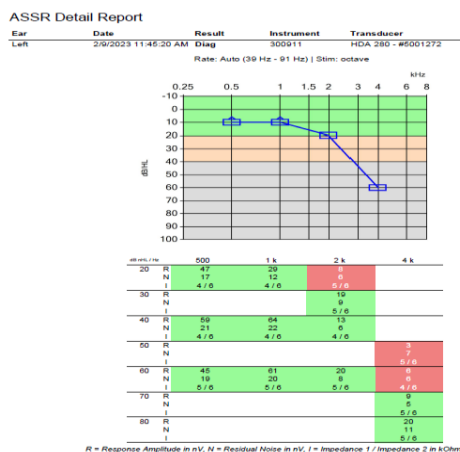 ASSR Detail Report
Ear Date Result Instrument Transducer
Left 2/9/2023 11:45:20 AM Diag 300911 HDA 280 - #5001272
Rate: Auto (39 Hz - 91 Hz) | Stim: octave
kHz
0.25 0.5 1 1.5 2 3 4 6 8
-10
0
10
20
30
40
50
60
70
80
90
100
dBHL
dB nHL / Hz 500 1 k 2 k 4 k
20 R 47 29 8
N 17 12 6
I 4 / 6 4 / 6 5 / 6
30 R 19
N 9
I 5 / 6
40 R 59 64 13
N 21 22 6
I 4 / 6 4 / 6 4 / 6
50 R 3
N 7
I 5 / 6
60 R 45 61 20 6
N 19 20 8 6
I 5 / 6 5 / 6 5 / 6 4 / 6
70 R 9
N 5
I 5 / 6
80 R 20
N 11
I 5 / 6
R = Response Amplitude in nV, N = Residual Noise in nV, I = Impedance 1 / Impedance 2 in kOhm